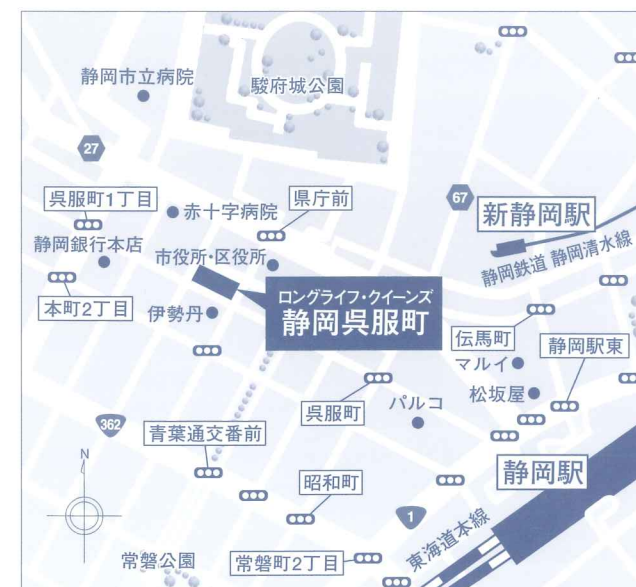 静岡市立病院
駿府城公園
27
呉服町1丁目
赤十字病院
県庁前
67
新静岡駅
静岡銀行本店
市役所・区役所
静岡鉄道 静岡清水線
本町2丁目
伊勢丹
ロングライフ・クイーンズ
静岡呉服町
伝馬町
静岡駅東
マルイ
松坂屋
呉服町
パルコ
362
青葉通交番前
N
昭和町
静岡駅
1
東海道本線
常磐公園
常磐町2丁目